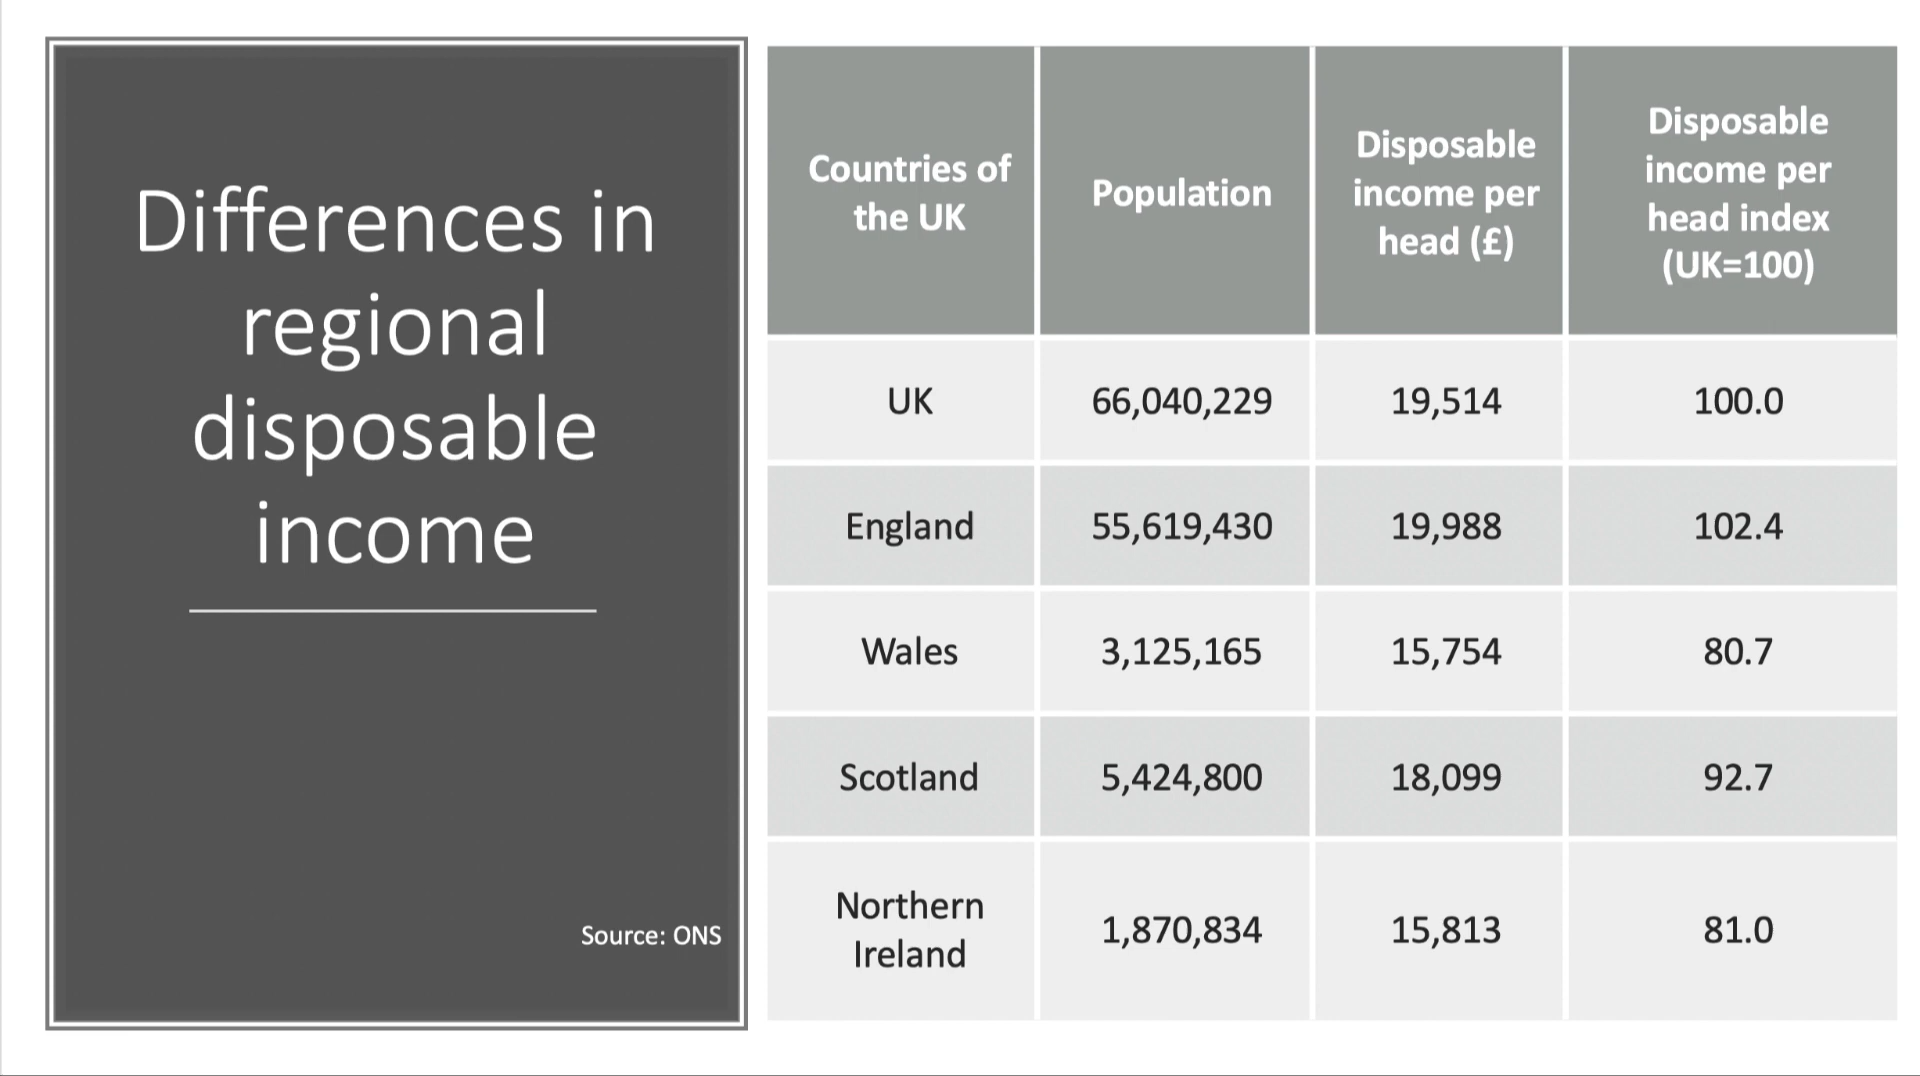 Differences in
regional
disposable
income
Source: ONS
Countries of
the UK
Population
Disposable
income per
head (£)
Disposable
income per
head index
(UK=100)
UK 66,040,229 19,514 100.0
England 55,619,430 19,988 102.4
Wales 3,125,165 15,754 80.7
Scotland 5,424,800 18,099 92.7
Northern
Ireland 1,870,834 15,813 81.0